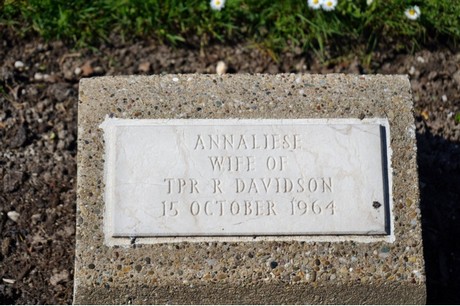 ANNALIESE
WIFE OF
TPR R DAVIDSON
15 OCTOBER 1964